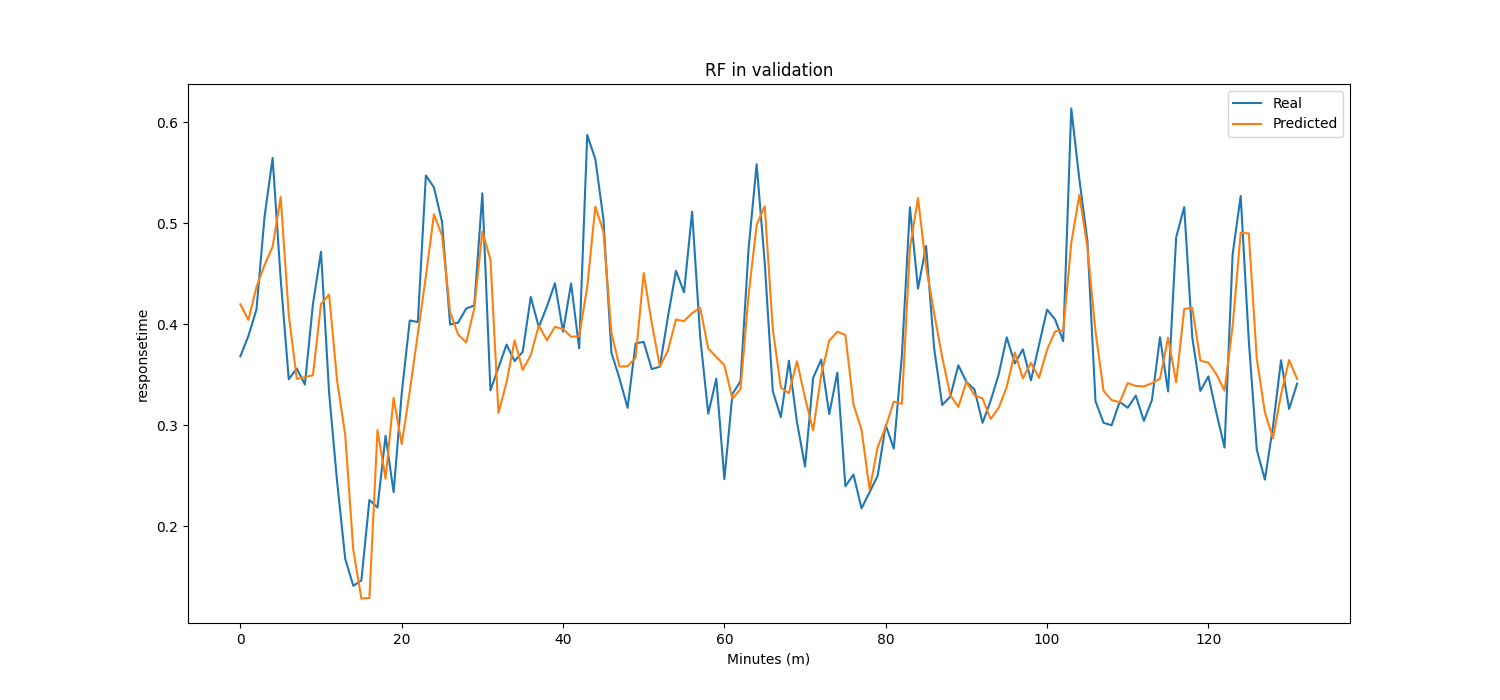 RF in validation
Real
Predicted
responsetime
0.6
0.5
0.4
0.3
0.2
0 20 40 60 80 100 120
Minutes (m)